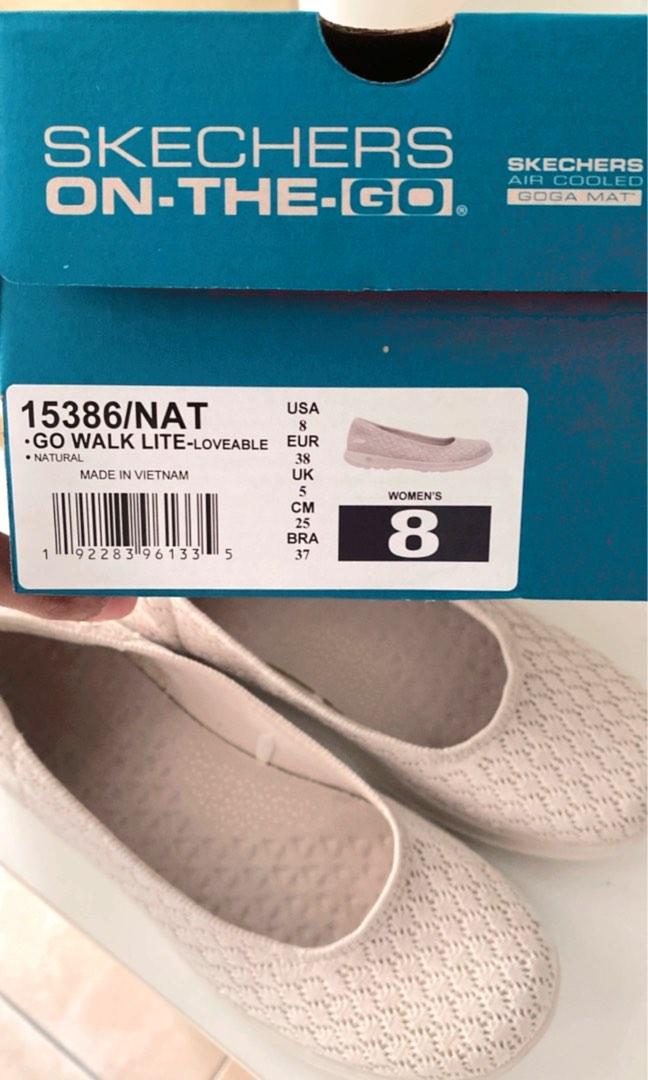 SKECHERS
ON-THE-GO®
SKECHERS
AIR COOLED
GOGA MAT™
15386/NAT
•GO WALK LITE-LOVEABLE
• NATURAL
MADE IN VIETNAM
1 92283 96133 5
USA
8
EUR
38
UK
5
CM
25
BRA
37
WOMEN'S
8